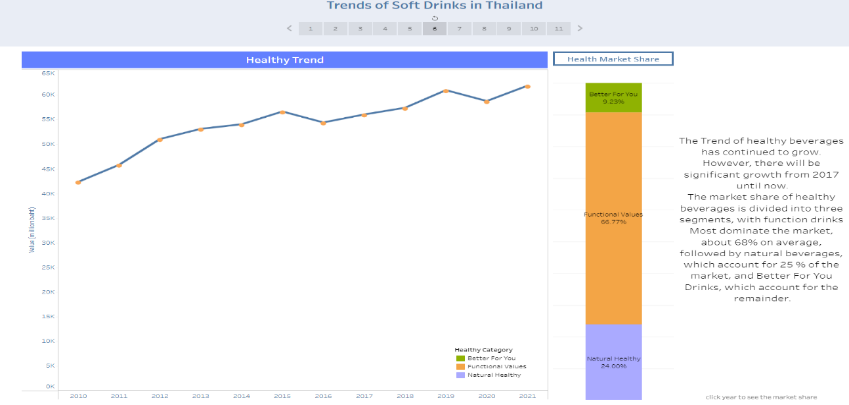 Trends of Soft Drinks in Thailand
1 2 3 4 5 6 7 8 9 10 11
Healthy Trend
65K
60K
55K
50K
45K
40K
35K
30K
25K
20K
15K
10K
5K
0K
Value (million baht)
2010 2011 2012 2013 2014 2015 2016 2017 2018 2019 2020 2021
Healthy Category
Better For You
Functional Values
Natural Healthy
Health Market Share
Better For You
9.23%
Functional Values
66.77%
Natural Healthy
24.00%
The Trend of healthy beverages
has continued to grow.
However, there will be
significant growth from 2017
until now.
The market share of healthy
beverages is divided into three
segments, with function drinks
Most dominate the market,
about 68% on average,
followed by natural beverages,
which account for 25 % of the
market, and Better For You
Drinks, which account for the
remainder.
click year to see the market share